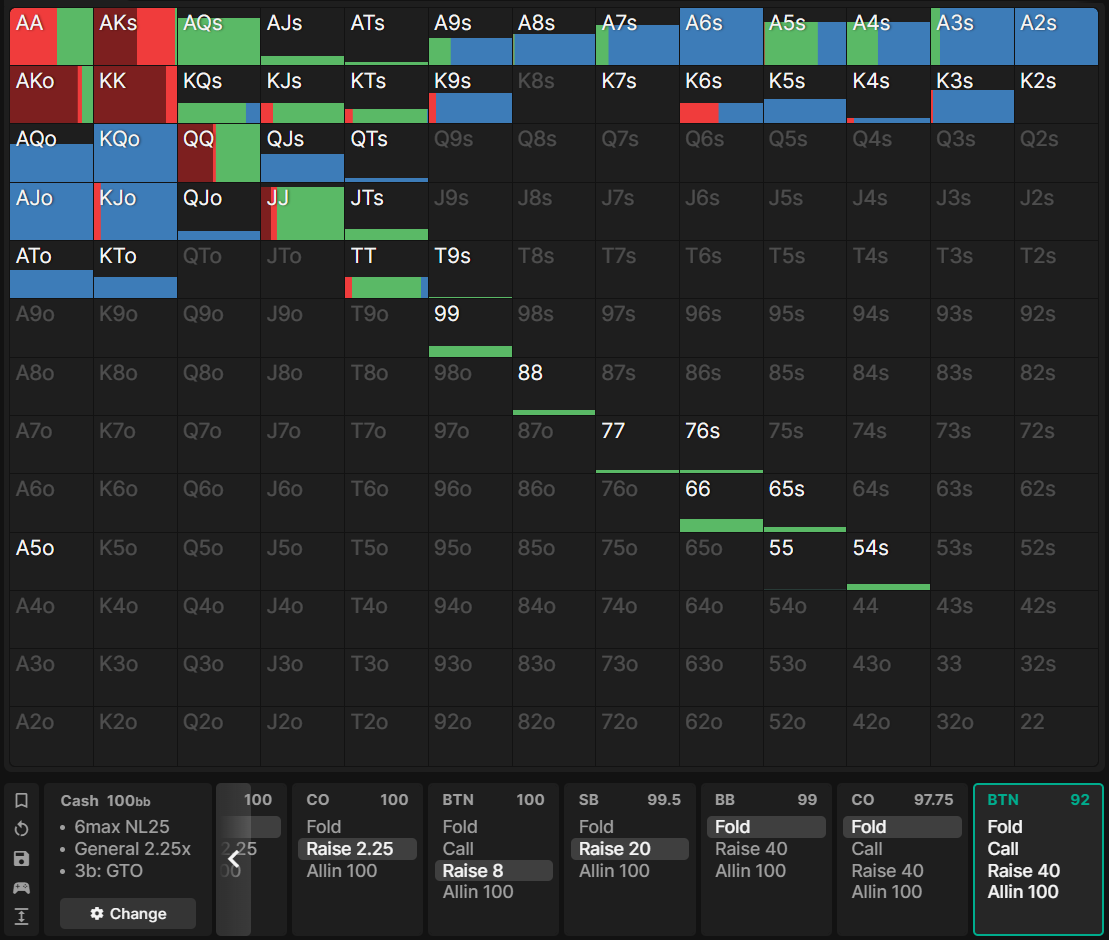 AA AKs AQs AJs ATs A9s A8s A7s A6s A5s A4s A3s A2s
AKo KK KQs KJs KTs K9s K8s K7s K6s K5s K4s K3s K2s
AQo KQo QQ QJs QTs Q9s Q8s Q7s Q6s Q5s Q4s Q3s Q2s
AJo KJo QJo JJ JTs J9s J8s J7s J6s J5s J4s J3s J2s
ATo KTo QTo JTo TT T9s T8s T7s T6s T5s T4s T3s T2s
A9o K9o Q9o J9o T9o 99 98s 97s 96s 95s 94s 93s 92s
A8o K8o Q8o J8o T8o 98o 88 87s 86s 85s 84s 83s 82s
A7o K7o Q7o J7o T7o 97o 87o 77 76s 75s 74s 73s 72s
A6o K6o Q6o J6o T6o 96o 86o 76o 66 65s 64s 63s 62s
A5o K5o Q5o J5o T5o 95o 85o 75o 65o 55 54s 53s 52s
A4o K4o Q4o J4o T4o 94o 84o 74o 64o 54o 44 43s 42s
A3o K3o Q3o J3o T3o 93o 83o 73o 63o 53o 43o 33 32s
A2o K2o Q2o J2o T2o 92o 82o 72o 62o 52o 42o 32o 22
Cash 100bb
• 6max NL25
• General 2.25x
• 3b: GTO
Change
100
2.25
00
CO 100
Fold
Raise 2.25
Allin 100
BTN 100
Fold
Call
Raise 8
Allin 100
SB 99.5
Fold
Raise 20
Allin 100
BB 99
Fold
Raise 40
Allin 100
CO 97.75
Fold
Call
Raise 40
Allin 100
BTN 92
Fold
Call
Raise 40
Allin 100